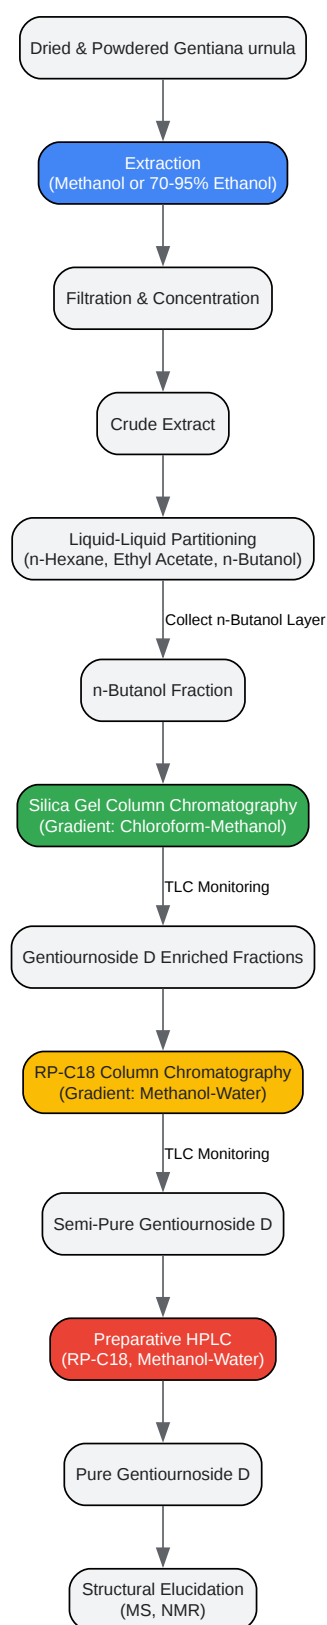 Dried & Powdered Gentiana urnula
Extraction
(Methanol or 70-95% Ethanol)
Filtration & Concentration
Crude Extract
Liquid-Liquid Partitioning
(n-Hexane, Ethyl Acetate, n-Butanol)
Collect n-Butanol Layer
n-Butanol Fraction
Silica Gel Column Chromatography
(Gradient: Chloroform-Methanol)
TLC Monitoring
Gentiournoside D Enriched Fractions
RP-C18 Column Chromatography
(Gradient: Methanol-Water)
TLC Monitoring
Semi-Pure Gentiournoside D
Preparative HPLC
(RP-C18, Methanol-Water)
Pure Gentiournoside D
Structural Elucidation
(MS, NMR)